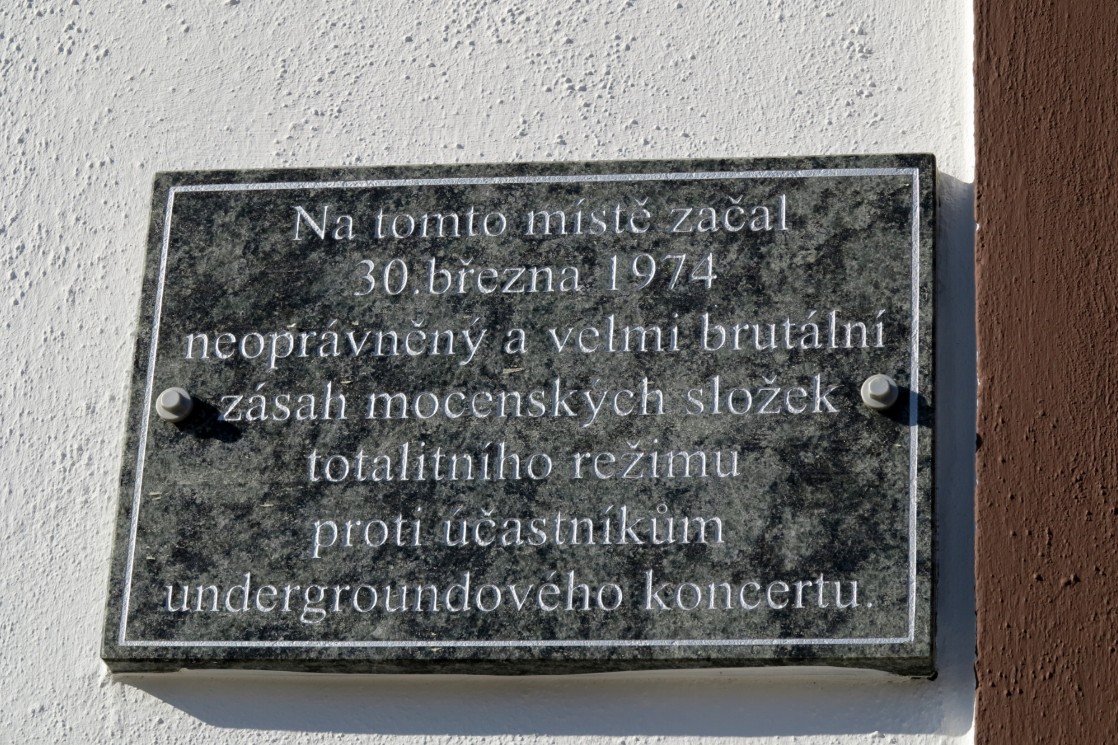 Na tomto místě začal
30.března 1974
neoprávněný a velmi brutální
zásah mocenských složek
totalitního režimu
proti účastníkům
undergroundového koncertu.